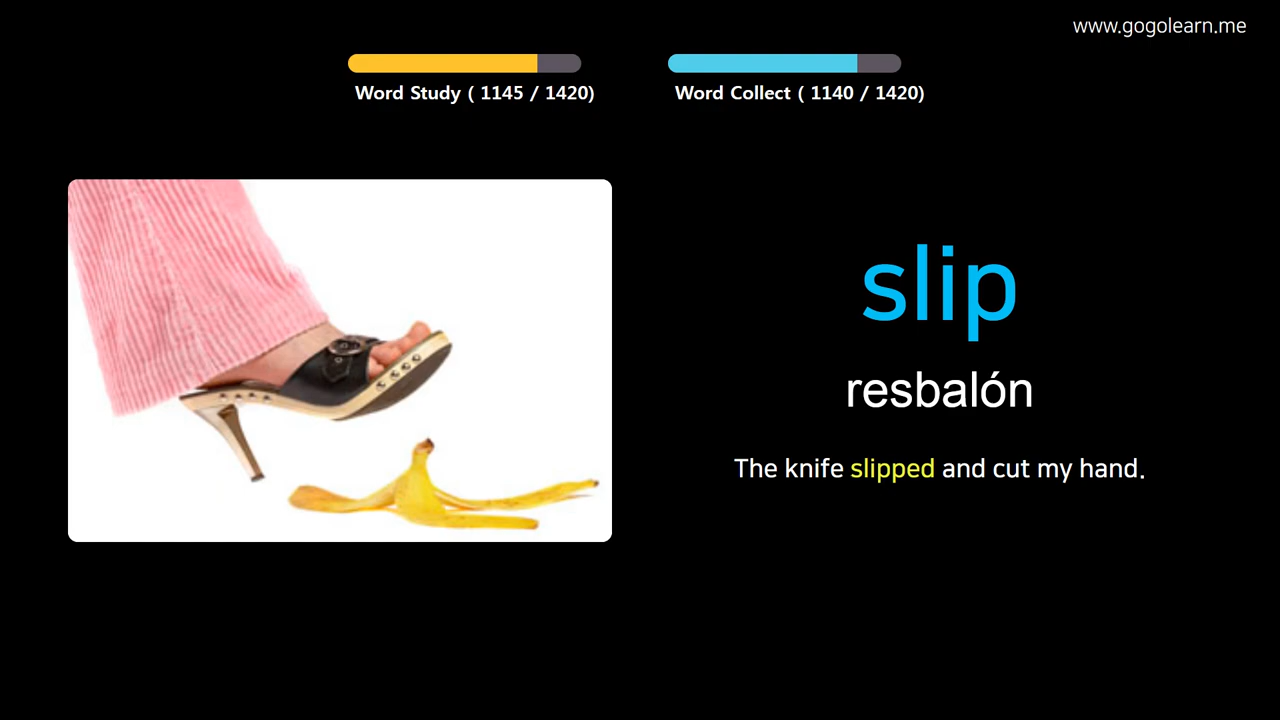 www.gogolearn.me
Word Study ( 1145 / 1420)
Word Collect ( 1140 / 1420)
slip
resbalón
The knife slipped and cut my hand.